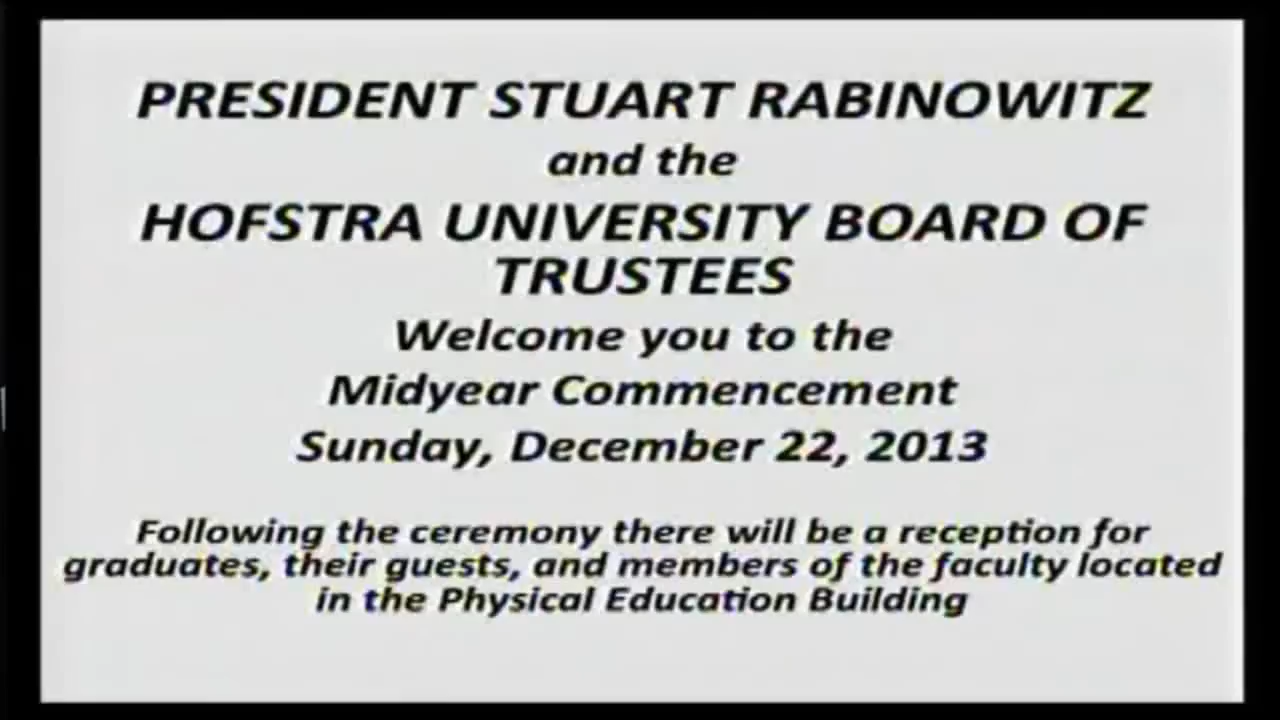 PRESIDENT STUART RABINOWITZ
and the
HOFSTRA UNIVERSITY BOARD OF
TRUSTEES
Welcome you to the
Midyear Commencement
Sunday, December 22, 2013
Following the ceremony there will be a reception for
graduates, their guests, and members of the faculty located
in the Physical Education Building